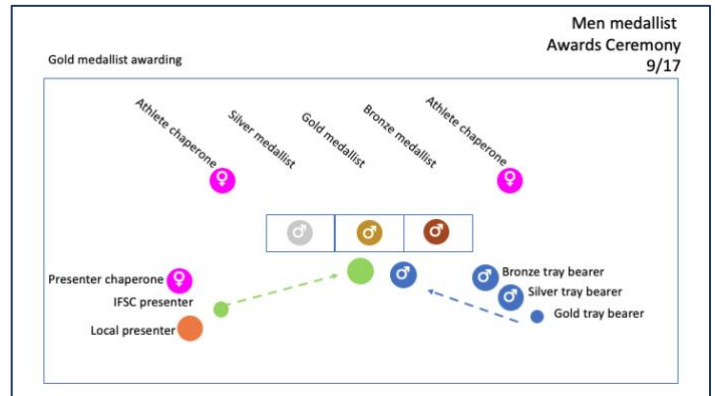 Men medallist
Awards Ceremony
9/17
Gold medallist awarding
Athlete chaperone
Silver medallist
Gold medallist
Bronze medallist
Athlete chaperone
Presenter chaperone
IFSC presenter
Local presenter
Bronze tray bearer
Silver tray bearer
Gold tray bearer